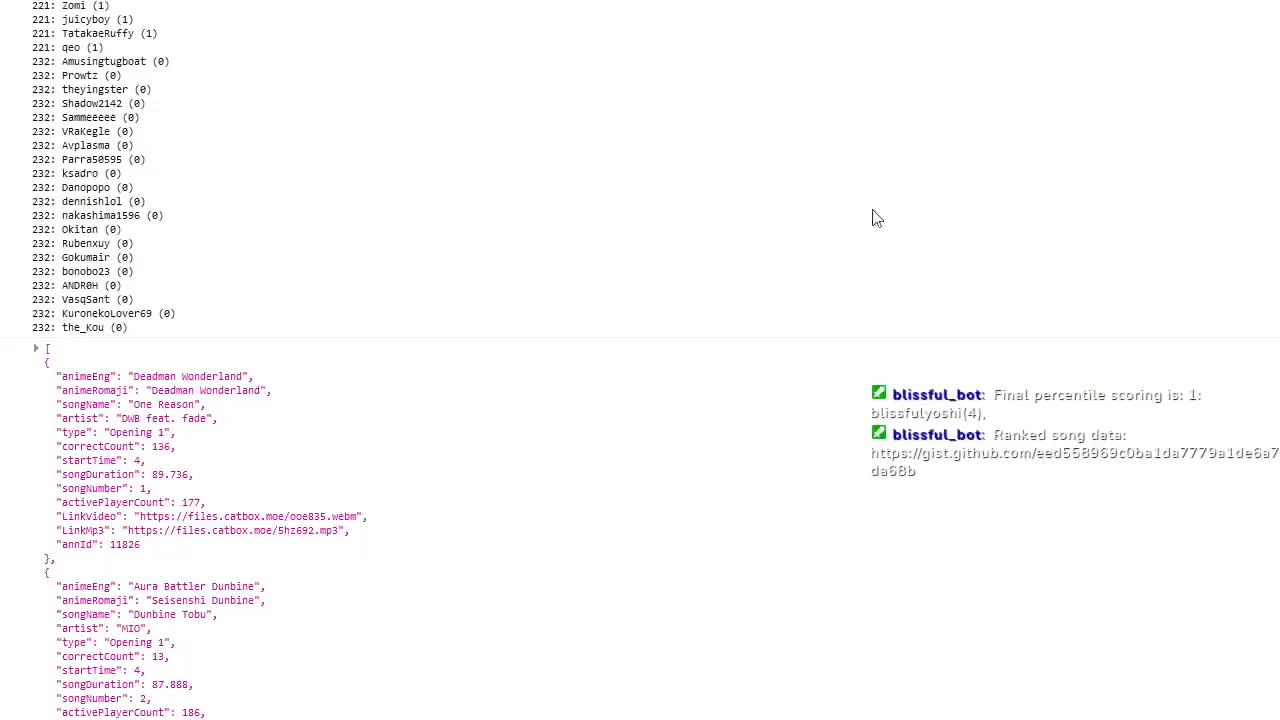 221: Zomi (1)
221: juicyboy (1)
221: TatakaeRuffy (1)
221: qeo (1)
232: Amusingtugboat (0)
232: Prowtz (0)
232: theyingster (0)
232: Shadow2142 (0)
232: Sammeeeee (0)
232: VRaKegle (0)
232: Avplasma (0)
232: Parra50595 (0)
232: ksadro (0)
232: Danopopo (0)
232: dennishlol (0)
232: nakashima1596 (0)
232: Okitan (0)
232: Rubenxuy (0)
232: Gokumair (0)
232: bonobo23 (0)
232: ANDR0H (0)
232: VasqSant (0)
232: KuronekoLover69 (0)
232: the_Kou (0)
[
{
"animeEng": "Deadman Wonderland",
"animeRomaji": "Deadman Wonderland",
"songName": "One Reason",
"artist": "DWB feat. fade",
"type": "Opening 1",
"correctCount": 136,
"startTime": 4,
"songDuration": 89.736,
"songNumber": 1,
"activePlayerCount": 177,
"LinkVideo": "https://files.catbox.moe/ooe835.webm",
"LinkMp3": "https://files.catbox.moe/5hz692.mp3",
"annId": 11826
},
{
"animeEng": "Aura Battler Dunbine",
"animeRomaji": "Seisenshi Dunbine",
"songName": "Dunbine Tobu",
"artist": "MIO",
"type": "Opening 1",
"correctCount": 13,
"startTime": 4,
"songDuration": 87.888,
"songNumber": 2,
"activePlayerCount": 186,
blissful_bot: Final percentile scoring is: 1:
blissfulyoshi(4),
blissful_bot: Ranked song data:
https://gist.github.com/eed558969c0ba1da7779a1de6a7
da68b